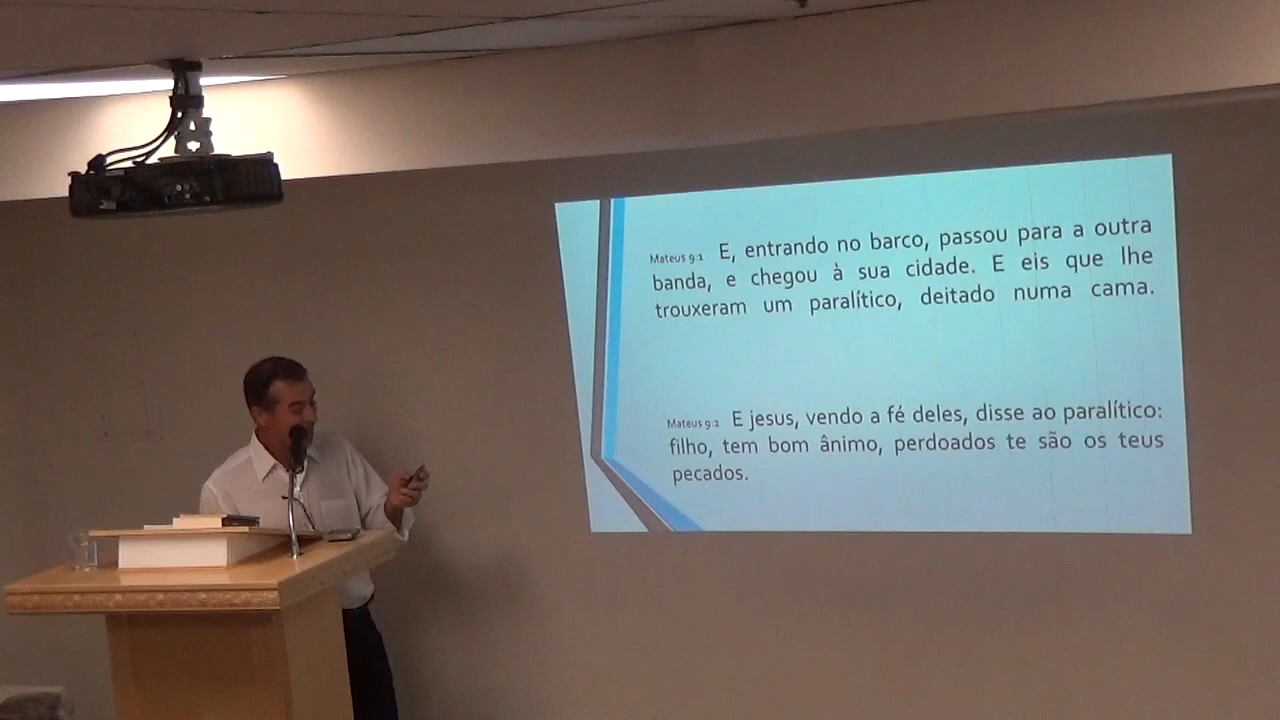 Mateus 9:1 E, entrando no barco, passou para a outra
banda, e chegou à sua cidade. E eis que lhe
trouxeram um paralítico, deitado numa cama.
Mateus 9:2 E jesus, vendo a fé deles, disse ao paralítico:
filho, tem bom ânimo, perdoados te são os teus
pecados.